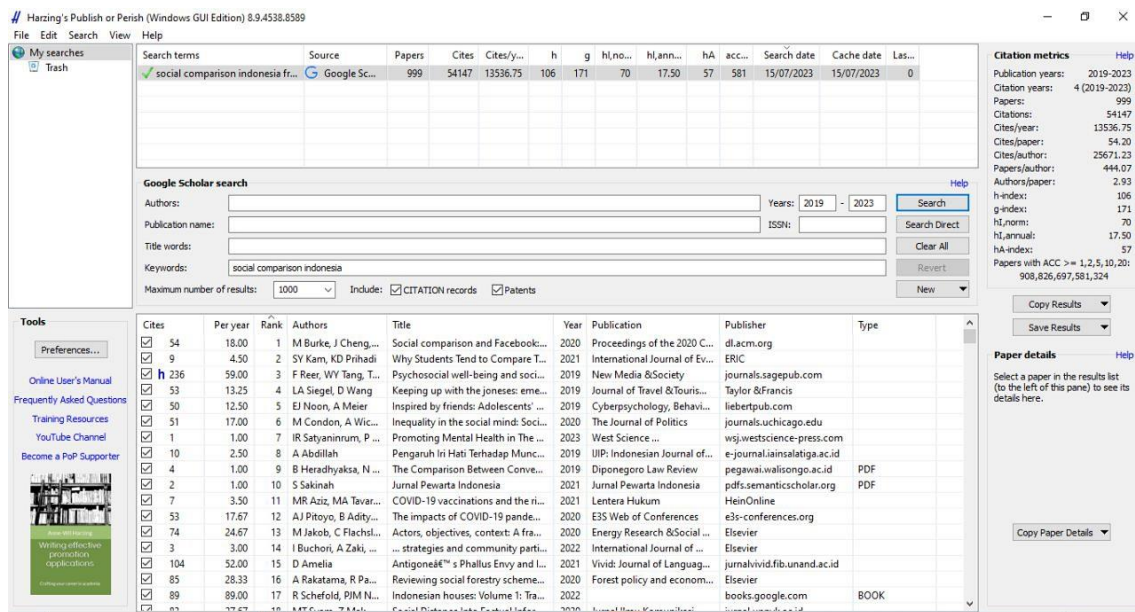 Harzing's Publish or Perish (Windows GUI Edition) 8.9.4538.8589
File Edit Search View Help
My searches
Trash
Search terms Source Papers Cites Cites/y... h g hI,no... hI,ann... hA acc... Search date Cache date Las...
social comparison indonesia fr... Google Sc... 999 54147 13536.75 106 171 70 17.50 57 581 15/07/2023 15/07/2023 0
Google Scholar search Help
Authors: Years: 2019 - 2023 Search
Publication name: ISSN: Search Direct
Title words: Clear All
Keywords: social comparison indonesia Revert
Maximum number of results: 1000 Include: CITATION records Patents New
Tools
Preferences...
Online User's Manual
Frequently Asked Questions
Training Resources
YouTube Channel
Become a PoP Supporter
Writing effective
promotion
applications
Cites Per year Rank Authors Title Year Publication Publisher Type
54 18.00 1 M Burke, J Cheng,... Social comparison and Facebook:... 2020 Proceedings of the 2020 C... dl.acm.org
9 4.50 2 SY Kam, KD Prihadi Why Students Tend to Compare T... 2021 International Journal of Ev... ERIC
h 236 59.00 3 F Reer, WY Tang, T... Psychosocial well-being and soci... 2019 New Media &Society journals.sagepub.com
53 13.25 4 LA Siegel, D Wang Keeping up with the joneses: eme... 2019 Journal of Travel &Touris... Taylor &Francis
50 12.50 5 EJ Noon, A Meier Inspired by friends: Adolescents' ... 2019 Cyberpsychology, Behavi... liebertpub.com
51 17.00 6 M Condon, A Wic... Inequality in the social mind: Soci... 2020 The Journal of Politics journals.uchicago.edu
1 1.00 7 IR Satyaninrum, P ... Promoting Mental Health in The ... 2023 West Science ... wsj.westscience-press.com
10 2.50 8 A Abdillah Pengaruh Iri Hati Terhadap Munc... 2019 IJIP: Indonesian Journal of... e-journal.iainsalatiga.ac.id
4 1.00 9 B Heradhyaksa, N ... The Comparison Between Conve... 2019 Diponegoro Law Review pegawai.walisongo.ac.id PDF
2 1.00 10 S Sakinah Jurnal Pewarta Indonesia 2021 Jurnal Pewarta Indonesia pdfs.semanticscholar.org PDF
7 3.50 11 MR Aziz, MA Tavar... COVID-19 vaccinations and the ri... 2021 Lentera Hukum HeinOnline
53 17.67 12 AJ Pitoyo, B Adity... The impacts of COVID-19 pande... 2020 E3S Web of Conferences e3s-conferences.org
74 24.67 13 M Jakob, C Flachsl... Actors, objectives, context: A fra... 2020 Energy Research &Social ... Elsevier
3 3.00 14 I Buchori, A Zaki, ... ... strategies and community parti... 2022 International Journal of ... Elsevier
104 52.00 15 D Amelia Antigoneâ€™ s Phallus Envy and I... 2021 Vivid: Journal of Languag... jurnalvivid.fib.unand.ac.id
85 28.33 16 A Rakatama, R Pa... Reviewing social forestry scheme... 2020 Forest policy and econom... Elsevier
89 89.00 17 R Schefold, PJM N... Indonesian houses: Volume 1: Tra... 2022 books.google.com BOOK
Citation metrics Help
Publication years: 2019-2023
Citation years: 4 (2019-2023)
Papers: 999
Citations: 54147
Cites/year: 13536.75
Cites/paper: 54.20
Cites/author: 25671.23
Papers/author: 444.07
Authors/paper: 2.93
h-index: 106
g-index: 171
hI,norm: 70
hI,annual: 17.50
hA-index: 57
Papers with ACC >= 1,2,5,10,20:
908,826,697,581,324
Copy Results
Save Results
Paper details Help
Select a paper in the results list
(to the left of this pane) to see its
details here.
Copy Paper Details